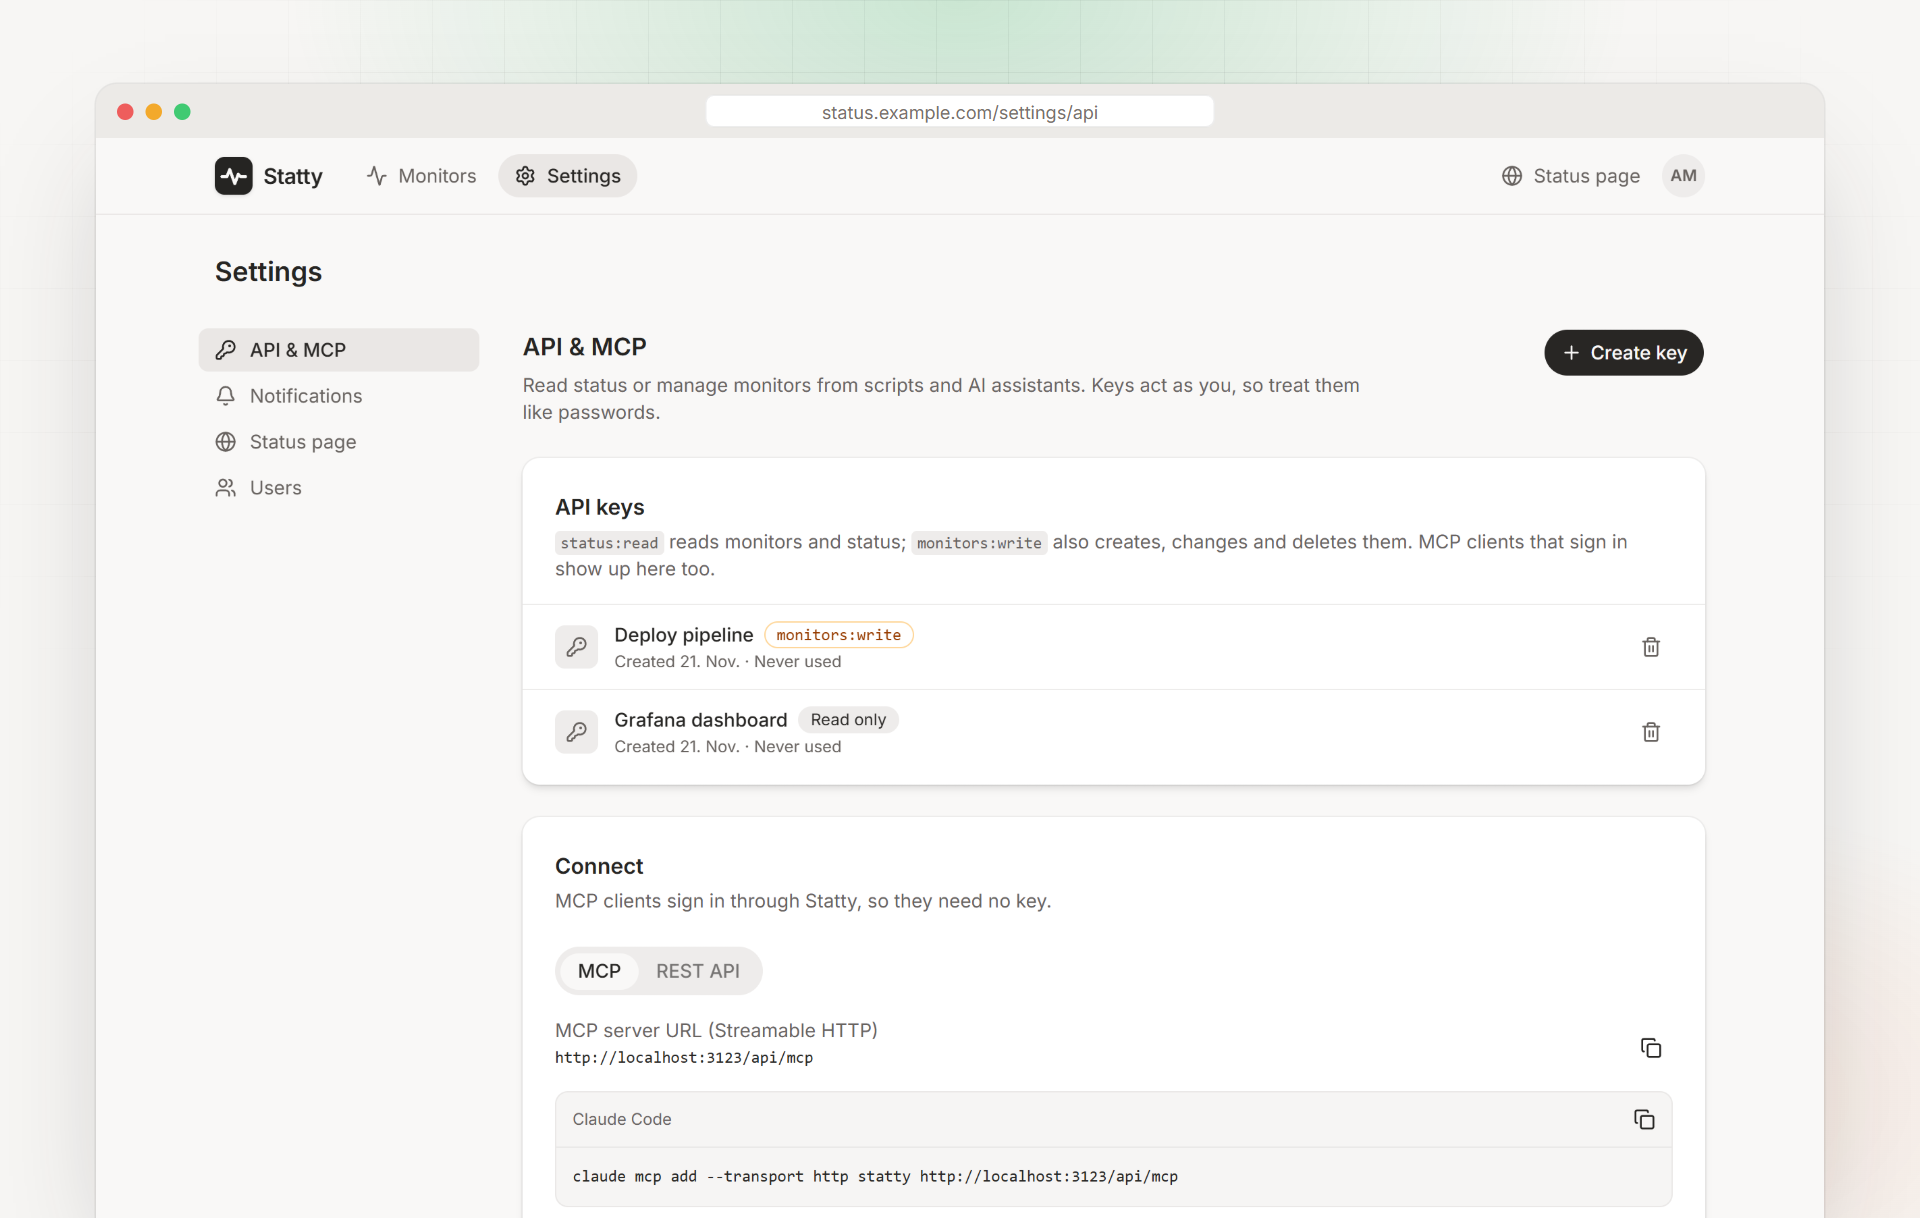 status.example.com/settings/api
Statty
Monitors
Settings
Status page
AM
Settings
API & MCP
Notifications
Status page
Users
API & MCP
Read status or manage monitors from scripts and AI assistants. Keys act as you, so treat them
like passwords.
Create key
API keys
status:read reads monitors and status; monitors:write also creates, changes and deletes them. MCP clients that sign in
show up here too.
Deploy pipeline monitors:write
Created 21. Nov. · Never used
Grafana dashboard Read only
Created 21. Nov. · Never used
Connect
MCP clients sign in through Statty, so they need no key.
MCP
REST API
MCP server URL (Streamable HTTP)
http://localhost:3123/api/mcp
Claude Code
claude mcp add --transport http statty http://localhost:3123/api/mcp